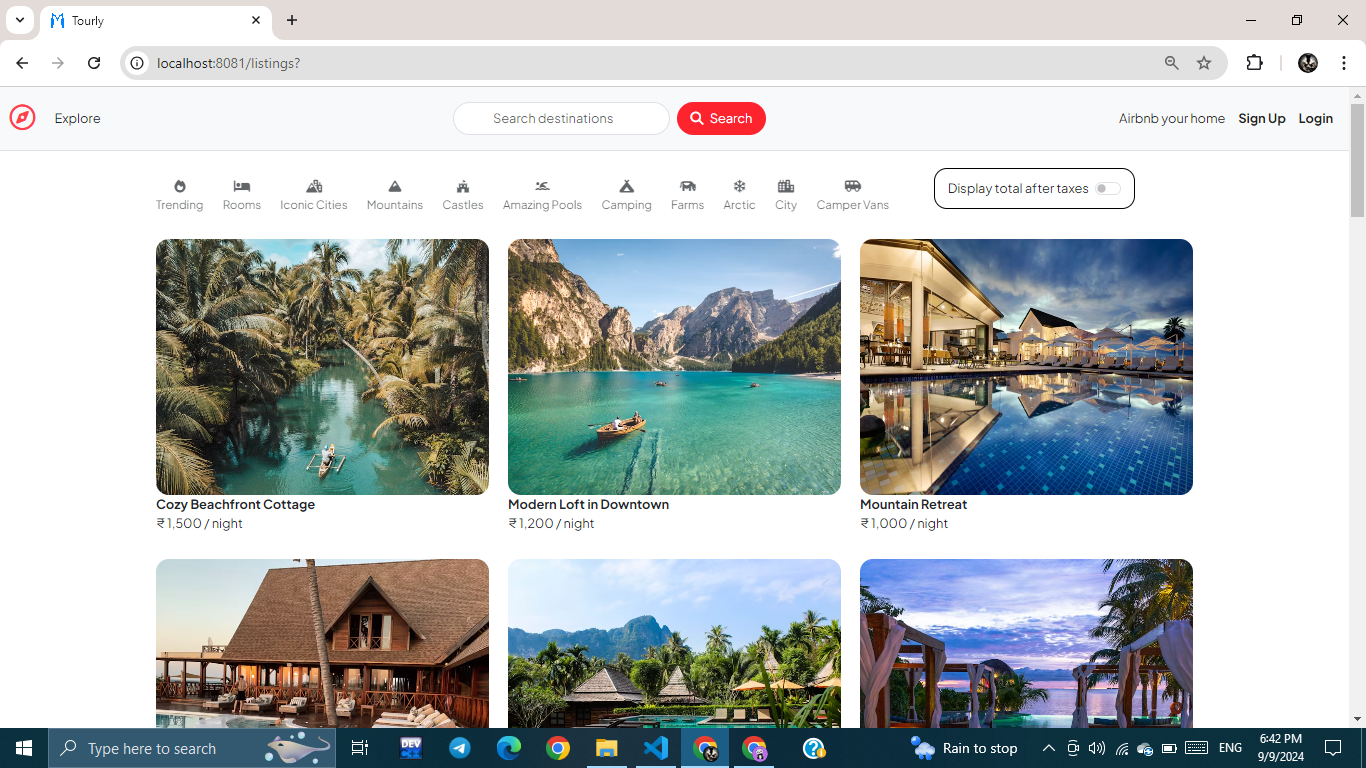 Tourly
localhost:8081/listings?
Explore
Search destinations
Search
Airbnb your home
Sign Up
Login
Trending
Rooms
Iconic Cities
Mountains
Castles
Amazing Pools
Camping
Farms
Arctic
City
Camper Vans
Display total after taxes
Cozy Beachfront Cottage
₹ 1,500 / night
Modern Loft in Downtown
₹ 1,200 / night
Mountain Retreat
₹ 1,000 / night
Type here to search
DEV
Rain to stop
ENG
6:42 PM
9/9/2024